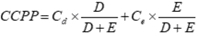 CCPP = C_d × D/(D+E) + C_e × E/(D+E)